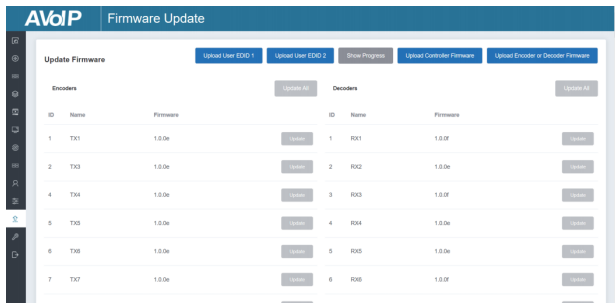 AVoIP Firmware Update
Update Firmware
Upload User EDID 1
Upload User EDID 2
Show Progress
Upload Controller Firmware
Upload Encoder or Decoder Firmware
Encoders Update All
ID Name Firmware
1 TX1 1.0.0e Update
2 TX3 1.0.0e Update
4 TX4 1.0.0e Update
5 TX5 1.0.0e Update
6 TX6 1.0.0e Update
7 TX7 1.0.0e Update
Decoders Update All
ID Name Firmware
1 RX1 1.0.0f Update
2 RX2 1.0.0e Update
3 RX3 1.0.0f Update
4 RX4 1.0.0e Update
5 RX5 1.0.0e Update
6 RX6 1.0.0f Update